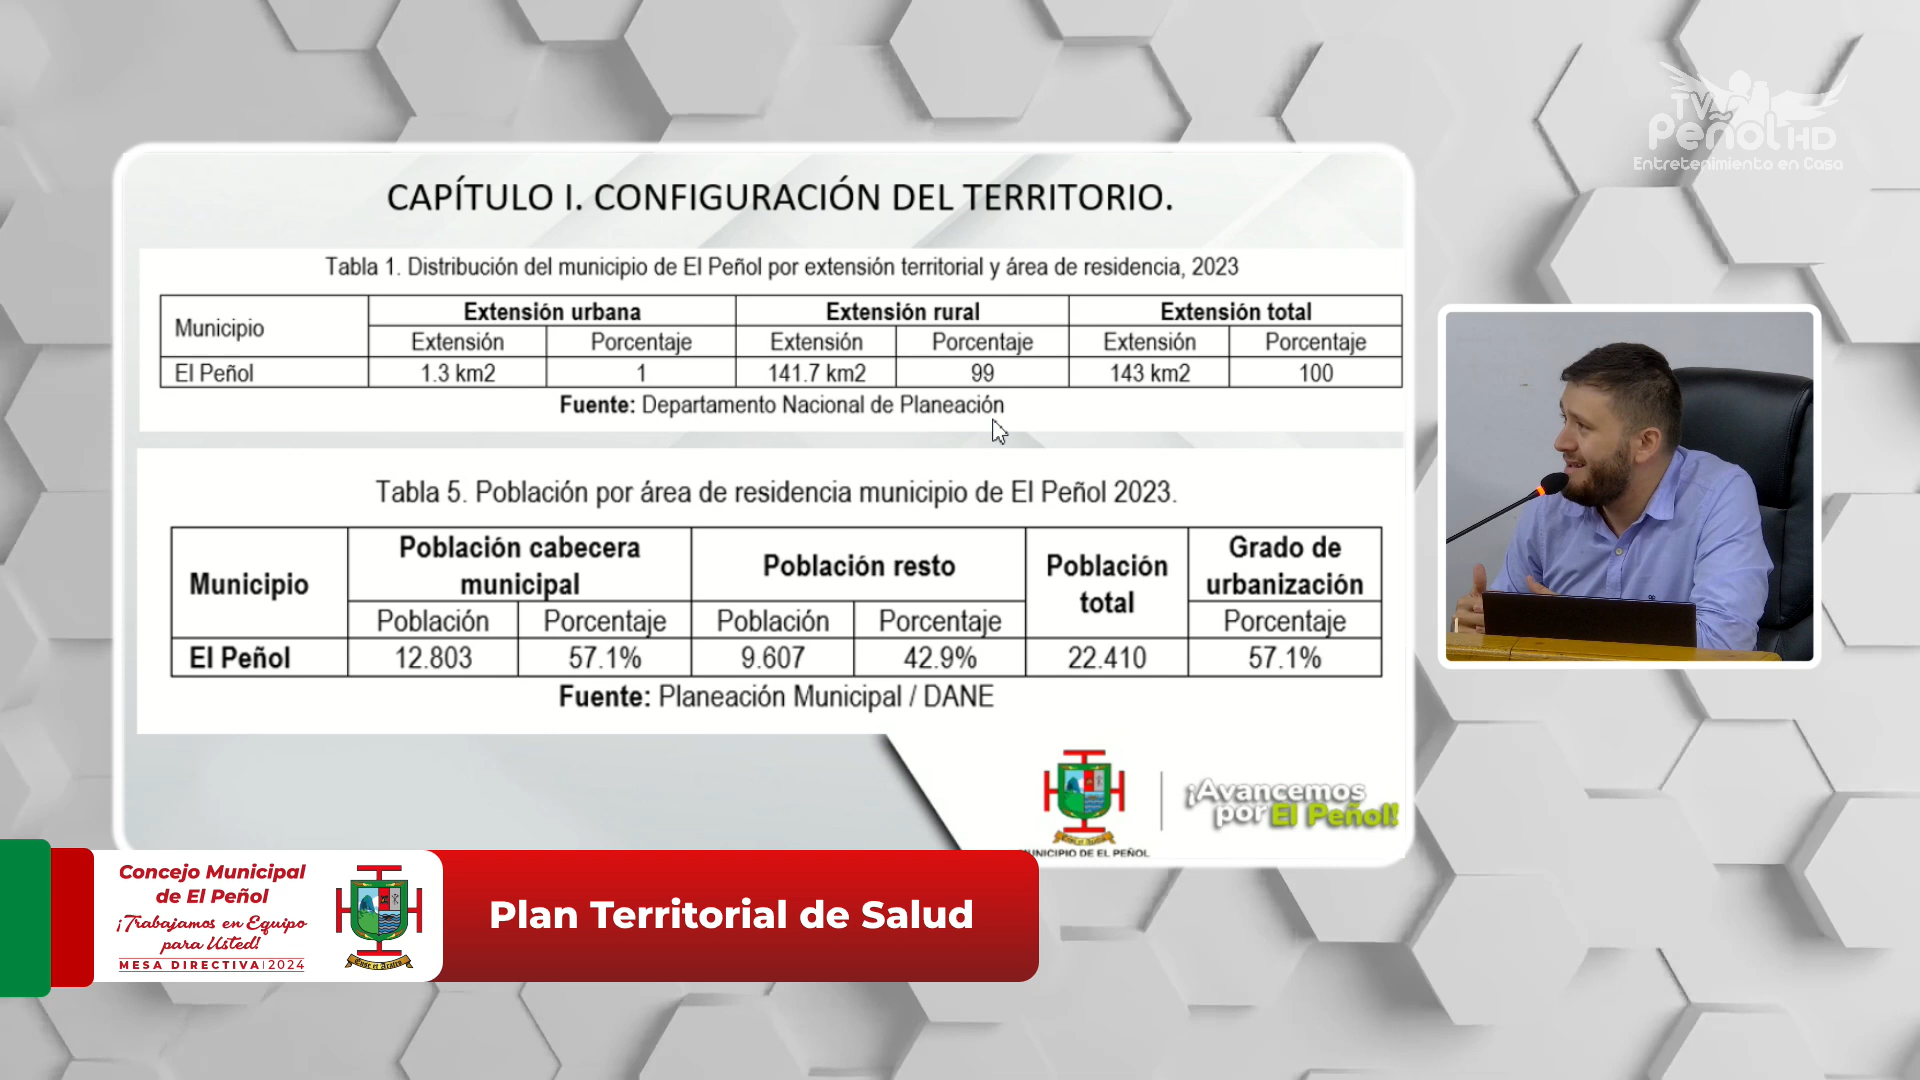 TV
Peñol HD
Entretenimiento en Casa
CAPÍTULO I. CONFIGURACIÓN DEL TERRITORIO.
Tabla 1. Distribución del municipio de El Peñol por extensión territorial y área de residencia, 2023
Municipio Extensión urbana Extensión rural Extensión total
Extensión Porcentaje Extensión Porcentaje Extensión Porcentaje
El Peñol 1.3 km2 1 141.7 km2 99 143 km2 100
Fuente: Departamento Nacional de Planeación
Tabla 5. Población por área de residencia municipio de El Peñol 2023.
Municipio Población cabecera municipal Población resto Población total Grado de urbanización
Población Porcentaje Población Porcentaje Porcentaje
El Peñol 12.803 57.1% 9.607 42.9% 22.410 57.1%
Fuente: Planeación Municipal / DANE
¡Avancemos
por El Peñol!
MUNICIPIO DE EL PEÑOL
Concejo Municipal
de El Peñol
¡Trabajamos en Equipo
para Usted!
MESA DIRECTIVA | 2024
Plan Territorial de Salud